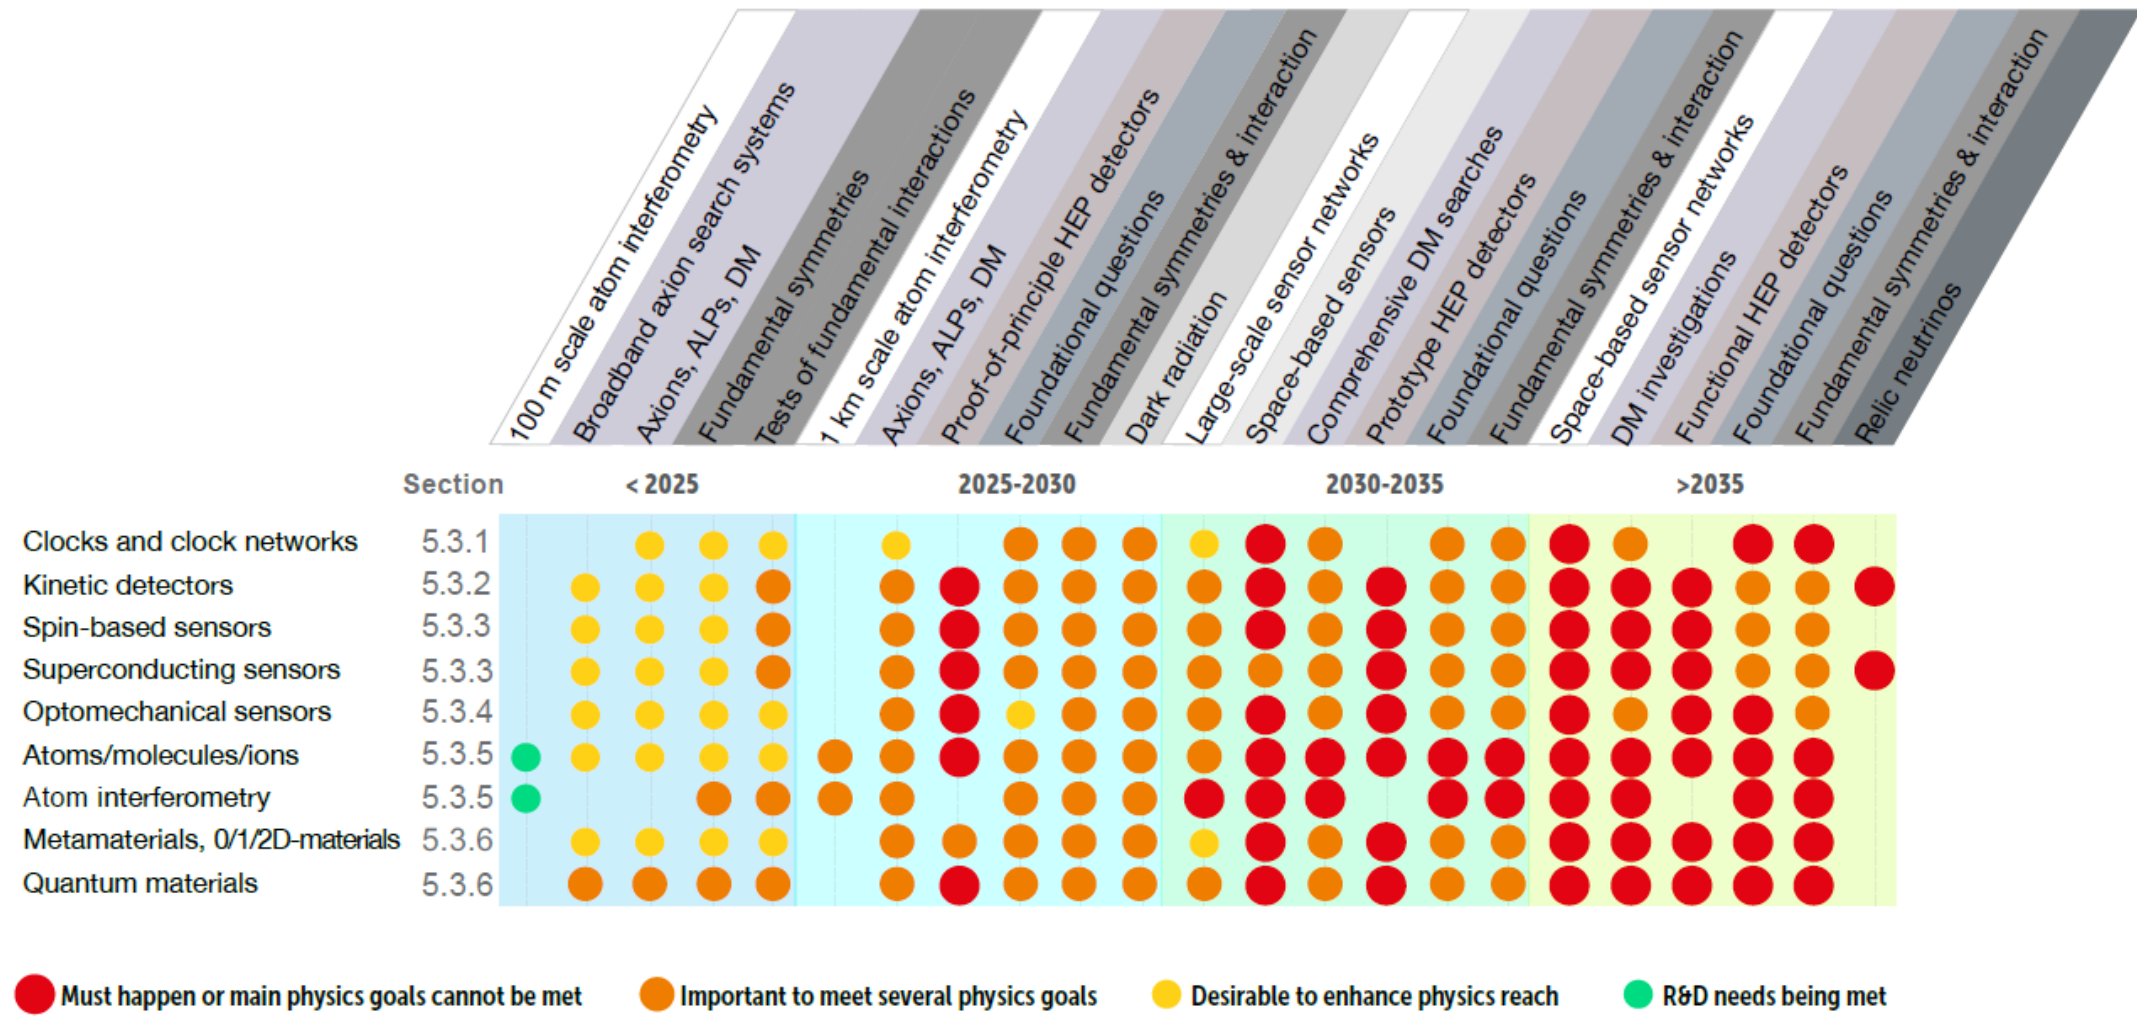 100 m scale atom interferometry
Broadband axion search systems
Axions, ALPs, DM
Fundamental symmetries
Tests of fundamental interactions
1 km scale atom interferometry
Axions, ALPs, DM
Proof-of-principle HEP detectors
Foundational questions
Fundamental symmetries & interaction
Dark radiation
Large-scale sensor networks
Space-based sensors
Comprehensive DM searches
Prototype HEP detectors
Foundational questions
Fundamental symmetries & interaction
Space-based sensor networks
DM investigations
Functional HEP detectors
Foundational questions
Fundamental symmetries & interaction
Relic neutrinos
Section < 2025 2025-2030 2030-2035 >2035
Clocks and clock networks 5.3.1
Kinetic detectors 5.3.2
Spin-based sensors 5.3.3
Superconducting sensors 5.3.3
Optomechanical sensors 5.3.4
Atoms/molecules/ions 5.3.5
Atom interferometry 5.3.5
Metamaterials, 0/1/2D-materials 5.3.6
Quantum materials 5.3.6
Must happen or main physics goals cannot be met Important to meet several physics goals Desirable to enhance physics reach R&D needs being met